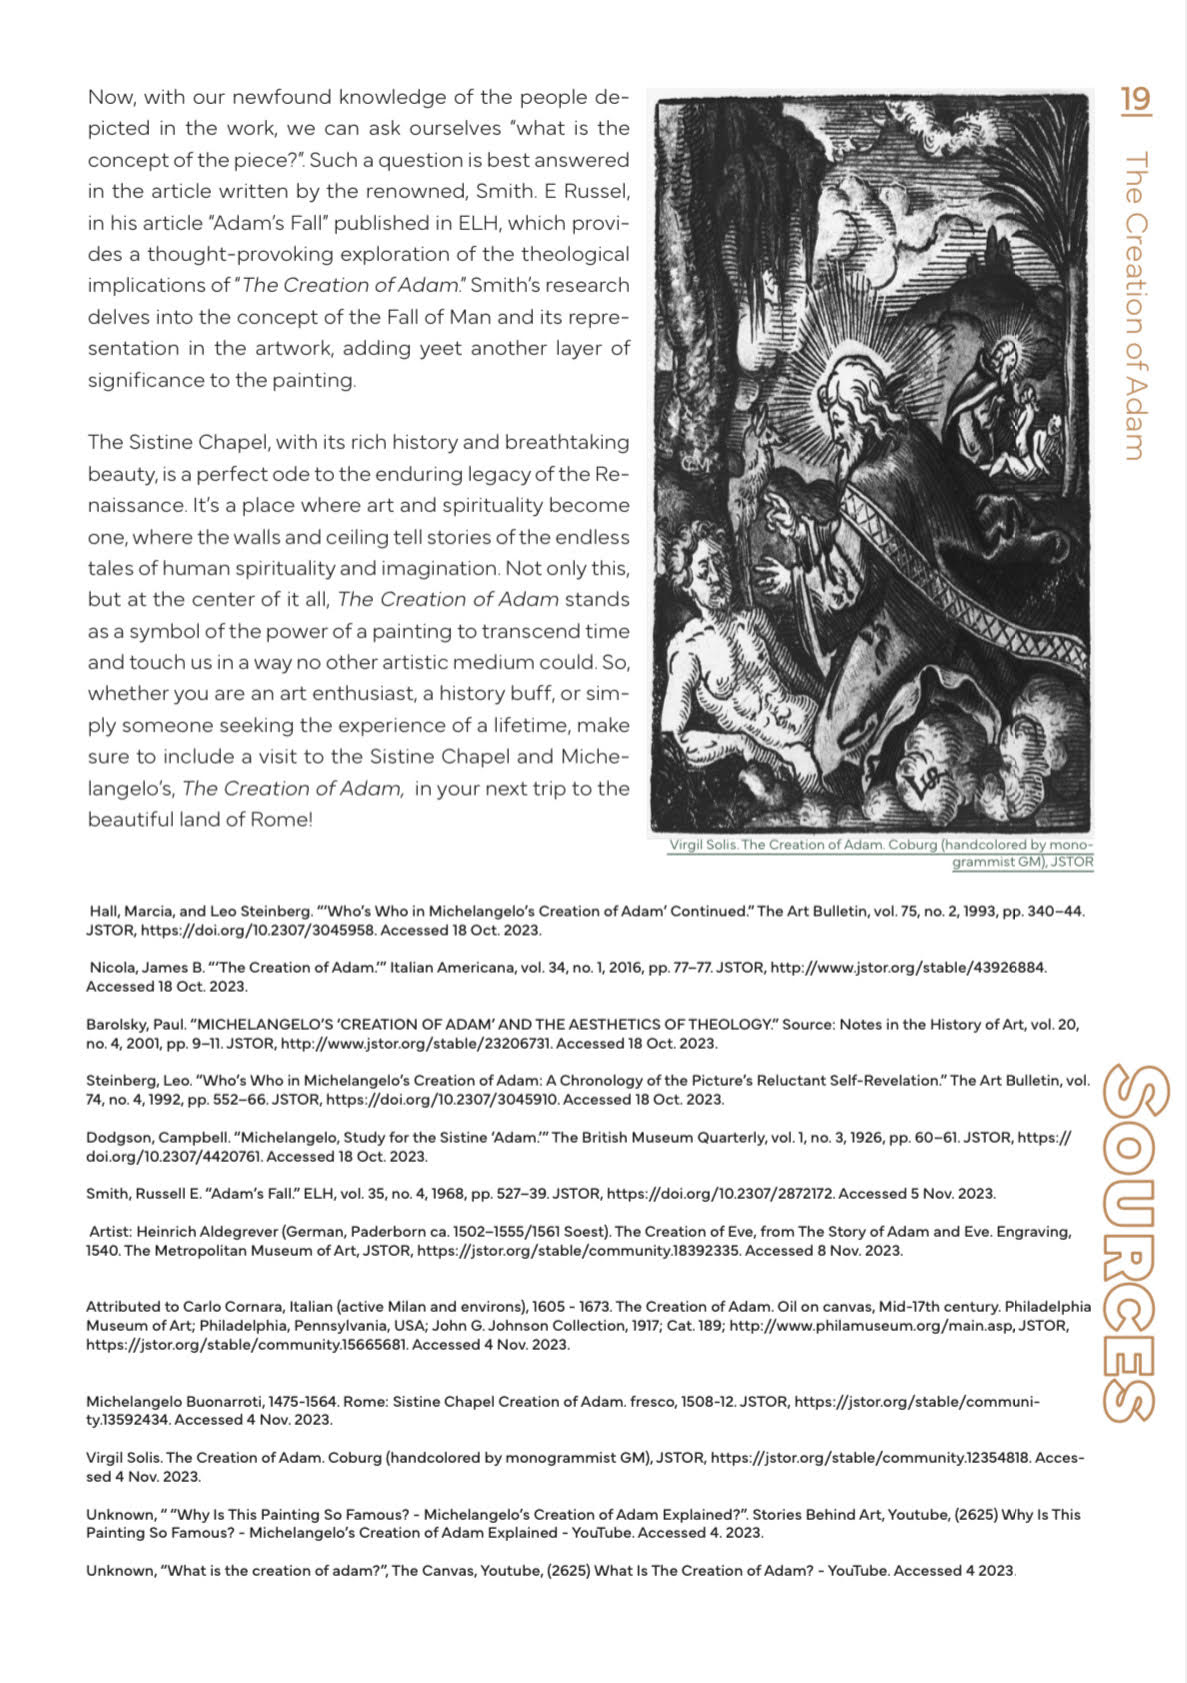 Now, with our newfound knowledge of the people de-
picted in the work, we can ask ourselves “what is the
concept of the piece?”. Such a question is best answered
in the article written by the renowned, Smith. E Russel,
in his article “Adam’s Fall” published in ELH, which provi-
des a thought-provoking exploration of the theological
implications of “The Creation of Adam.” Smith’s research
delves into the concept of the Fall of Man and its repre-
sentation in the artwork, adding yeet another layer of
significance to the painting.
The Sistine Chapel, with its rich history and breathtaking
beauty, is a perfect ode to the enduring legacy of the Re-
naissance. It’s a place where art and spirituality become
one, where the walls and ceiling tell stories of the endless
tales of human spirituality and imagination. Not only this,
but at the center of it all, The Creation of Adam stands
as a symbol of the power of a painting to transcend time
and touch us in a way no other artistic medium could. So,
whether you are an art enthusiast, a history buff, or sim-
ply someone seeking the experience of a lifetime, make
sure to include a visit to the Sistine Chapel and Miche-
langelo’s, The Creation of Adam, in your next trip to the
beautiful land of Rome!
19
The Creation of Adam
Virgil Solis. The Creation of Adam. Coburg (handcolored by mono-
grammist GM), JSTOR
Hall, Marcia, and Leo Steinberg. “‘Who’s Who in Michelangelo’s Creation of Adam’ Continued.” The Art Bulletin, vol. 75, no. 2, 1993, pp. 340–44.
JSTOR, https://doi.org/10.2307/3045958. Accessed 18 Oct. 2023.
Nicola, James B. “‘The Creation of Adam.’” Italian Americana, vol. 34, no. 1, 2016, pp. 77–77. JSTOR, http://www.jstor.org/stable/43926884.
Accessed 18 Oct. 2023.
Barolsky, Paul. “MICHELANGELO’S ‘CREATION OF ADAM’ AND THE AESTHETICS OF THEOLOGY.” Source: Notes in the History of Art, vol. 20,
no. 4, 2001, pp. 9–11. JSTOR, http://www.jstor.org/stable/23206731. Accessed 18 Oct. 2023.
Steinberg, Leo. “Who’s Who in Michelangelo’s Creation of Adam: A Chronology of the Picture’s Reluctant Self-Revelation.” The Art Bulletin, vol.
74, no. 4, 1992, pp. 552–66. JSTOR, https://doi.org/10.2307/3045910. Accessed 18 Oct. 2023.
Dodgson, Campbell. “Michelangelo, Study for the Sistine ‘Adam.’” The British Museum Quarterly, vol. 1, no. 3, 1926, pp. 60–61. JSTOR, https://
doi.org/10.2307/4420761. Accessed 18 Oct. 2023.
Smith, Russell E. “Adam’s Fall.” ELH, vol. 35, no. 4, 1968, pp. 527–39. JSTOR, https://doi.org/10.2307/2872172. Accessed 5 Nov. 2023.
Artist: Heinrich Aldegrever (German, Paderborn ca. 1502–1555/1561 Soest). The Creation of Eve, from The Story of Adam and Eve. Engraving,
1540. The Metropolitan Museum of Art, JSTOR, https://jstor.org/stable/community.18392335. Accessed 8 Nov. 2023.
Attributed to Carlo Cornara, Italian (active Milan and environs), 1605 - 1673. The Creation of Adam. Oil on canvas, Mid-17th century. Philadelphia
Museum of Art; Philadelphia, Pennsylvania, USA; John G. Johnson Collection, 1917; Cat. 189; http://www.philamuseum.org/main.asp, JSTOR,
https://jstor.org/stable/community.15665681. Accessed 4 Nov. 2023.
Michelangelo Buonarroti, 1475-1564. Rome: Sistine Chapel Creation of Adam. fresco, 1508-12. JSTOR, https://jstor.org/stable/communi-
ty.13592434. Accessed 4 Nov. 2023.
Virgil Solis. The Creation of Adam. Coburg (handcolored by monogrammist GM), JSTOR, https://jstor.org/stable/community.12354818. Acces-
sed 4 Nov. 2023.
Unknown, “ “Why Is This Painting So Famous? - Michelangelo’s Creation of Adam Explained?”. Stories Behind Art, Youtube, (2625) Why Is This
Painting So Famous? - Michelangelo’s Creation of Adam Explained - YouTube. Accessed 4. 2023.
Unknown, “What is the creation of adam?”, The Canvas, Youtube, (2625) What Is The Creation of Adam? - YouTube. Accessed 4 2023.
SOURCES